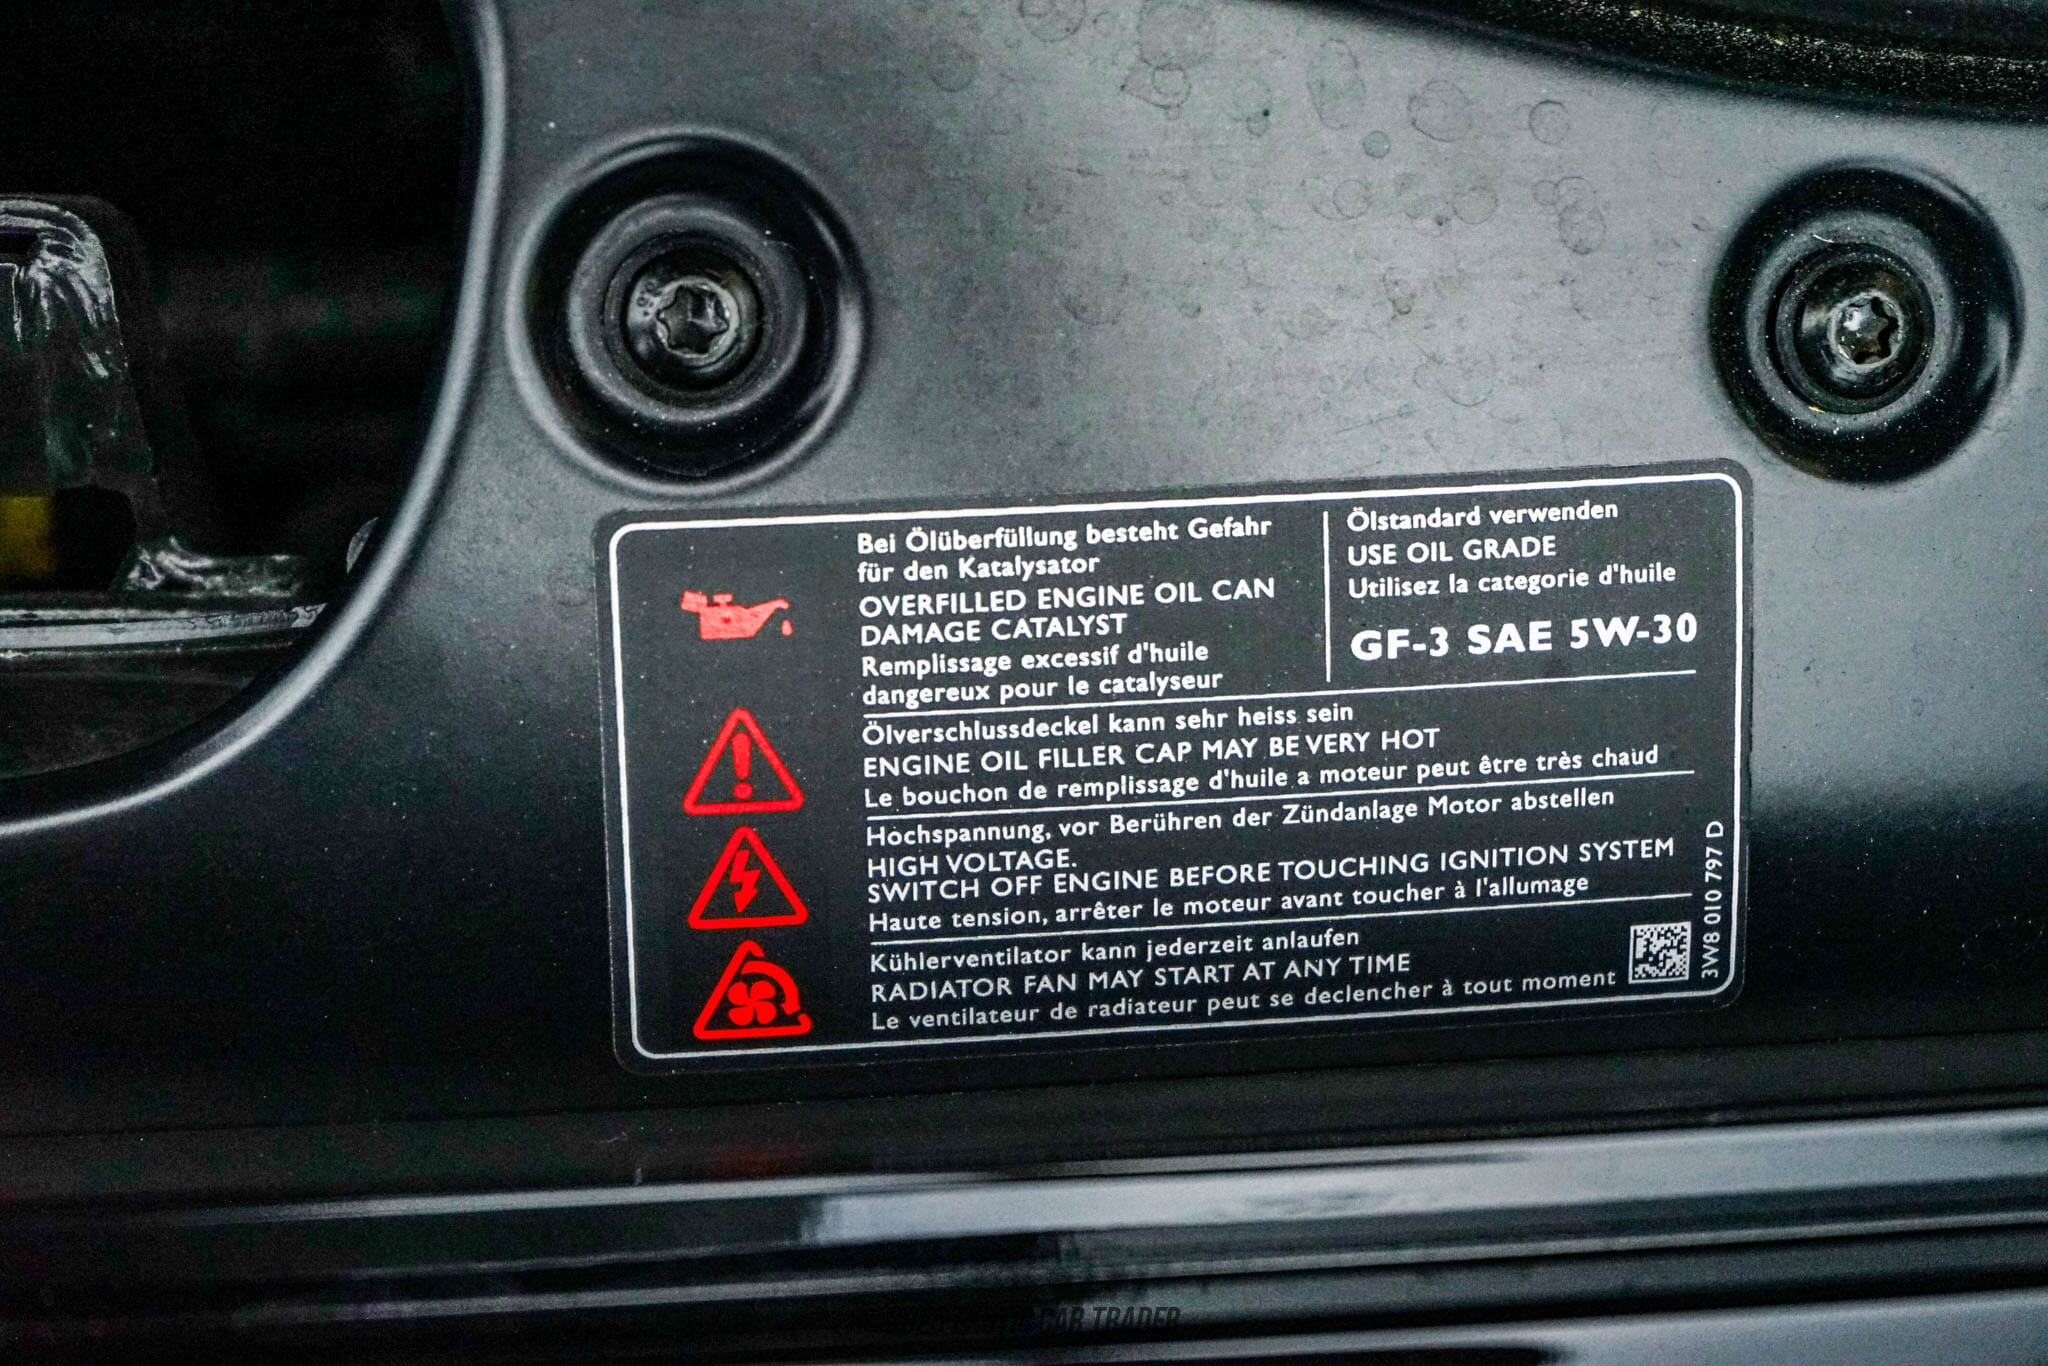 Bei Ölüberfüllung besteht Gefahr
für den Katalysator
OVERFILLED ENGINE OIL CAN
DAMAGE CATALYST
Remplissage excessif d'huile
dangereux pour le catalyseur
Ölstandard verwenden
USE OIL GRADE
Utilisez la categorie d'huile
GF-3 SAE 5W-30
Ölverschlussdeckel kann sehr heiss sein
ENGINE OIL FILLER CAP MAY BE VERY HOT
Le bouchon de remplissage d'huile a moteur peut être très chaud
Hochspannung, vor Berühren der Zündanlage Motor abstellen
HIGH VOLTAGE.
SWITCH OFF ENGINE BEFORE TOUCHING IGNITION SYSTEM
Haute tension, arrêter le moteur avant toucher à l'allumage
Kühlerventilator kann jederzeit anlaufen
RADIATOR FAN MAY START AT ANY TIME
Le ventilateur de radiateur peut se declencher à tout moment
3W8 010 797 D
CAR TRADER